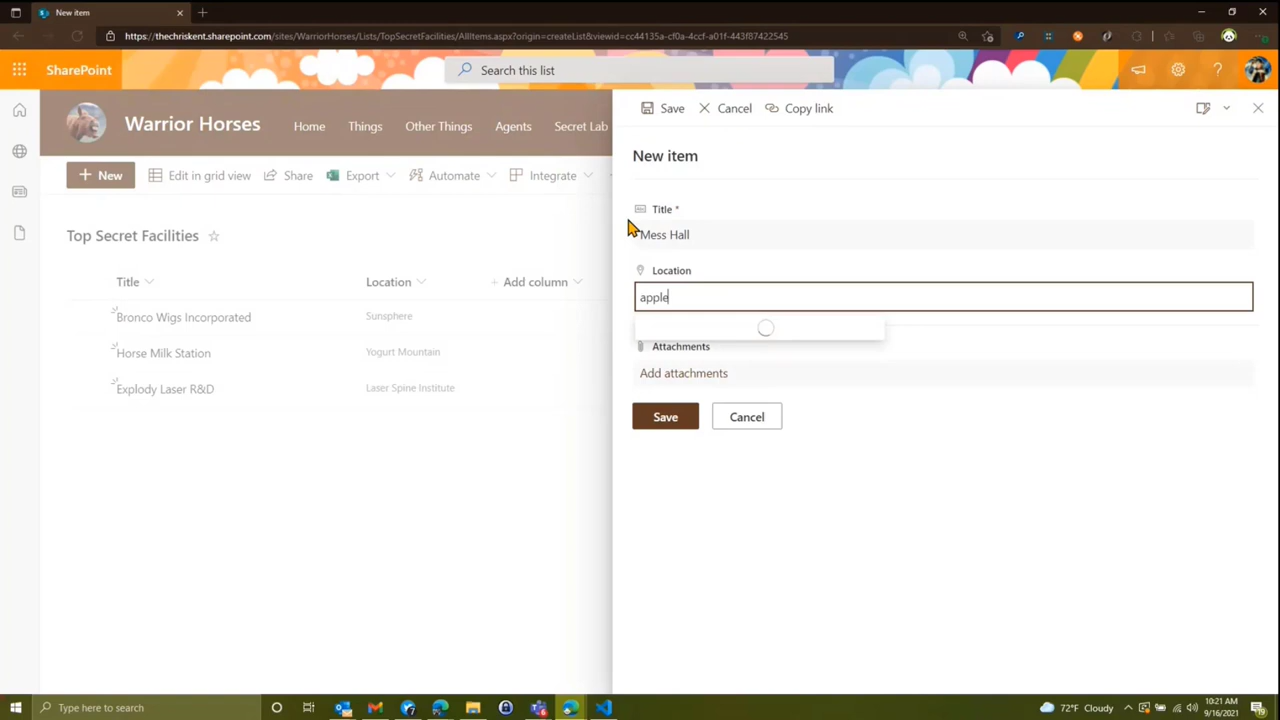 New item
https://thechriskent.sharepoint.com/sites/WarriorHorses/Lists/TopSecretFacilities/AllItems.aspx?origin=createList&viewid=cc44135a-cf0a-4ccf-a01f-443f87422545
SharePoint
Search this list
Warrior Horses Home Things Other Things Agents Secret Lab
New Edit in grid view Share Export Automate Integrate
Top Secret Facilities
Title Location Add column
Bronco Wigs Incorporated Sunsphere
Horse Milk Station Yogurt Mountain
Explody Laser R&D Laser Spine Institute
Save Cancel Copy link
New item
Abc Title *
Mess Hall
Location
apple
Attachments
Add attachments
Save Cancel
Type here to search
72°F Cloudy
10:21 AM
9/16/2021